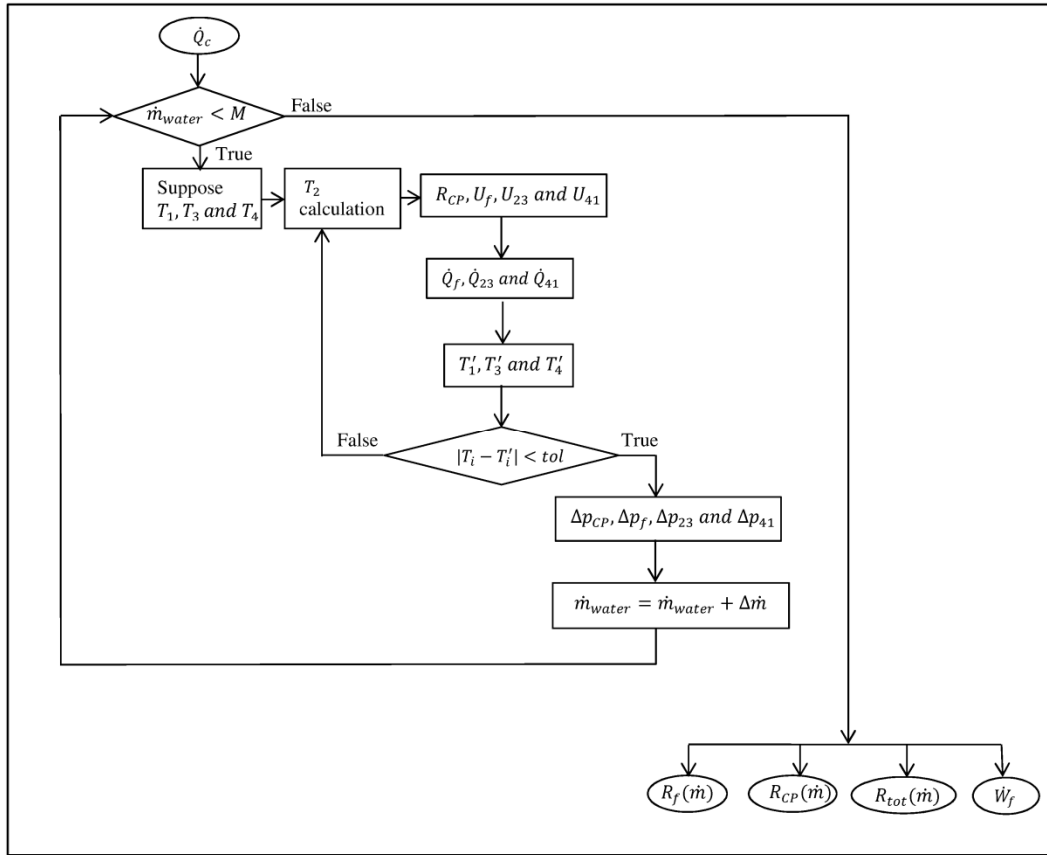 Q̇_c
ṁ_water < M
False
True
Suppose
T_1, T_3 and T_4
T_2
calculation
R_CP, U_f, U_23 and U_41
Q̇_f, Q̇_23 and Q̇_41
T′_1, T′_3 and T′_4
False
True
|T_i − T′_i| < tol
Δp_CP, Δp_f, Δp_23 and Δp_41
ṁ_water = ṁ_water + Δṁ
R_f(ṁ)
R_CP(ṁ)
R_tot(ṁ)
Ẇ_f